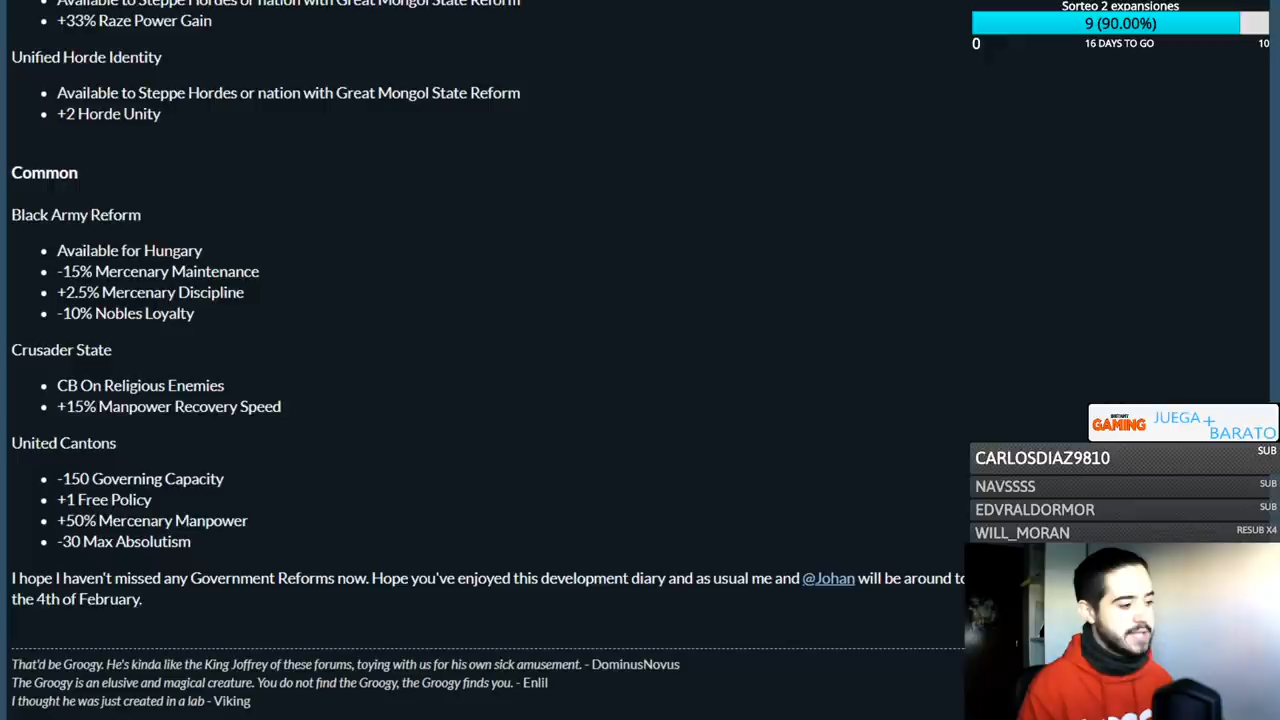 Available to Steppe Hordes or nation with Great Mongol State Reform
+33% Raze Power Gain
Unified Horde Identity
Available to Steppe Hordes or nation with Great Mongol State Reform
+2 Horde Unity
Common
Black Army Reform
Available for Hungary
-15% Mercenary Maintenance
+2.5% Mercenary Discipline
-10% Nobles Loyalty
Crusader State
CB On Religious Enemies
+15% Manpower Recovery Speed
United Cantons
-150 Governing Capacity
+1 Free Policy
+50% Mercenary Manpower
-30 Max Absolutism
I hope I haven't missed any Government Reforms now. Hope you've enjoyed this development diary and as usual me and @Johan will be around to
the 4th of February.
That'd be Groogy. He's kinda like the King Joffrey of these forums, toying with us for his own sick amusement. - DominusNovus
The Groogy is an elusive and magical creature. You do not find the Groogy, the Groogy finds you. - Enlil
I thought he was just created in a lab - Viking
Sorteo 2 expansiones
9 (90.00%)
0 16 DAYS TO GO 10
INSTANT GAMING JUEGA + BARATO
CARLOSDIAZ9810 SUB
NAVSSSS SUB
EDVRALDORMOR SUB
WILL_MORAN RESUB X4